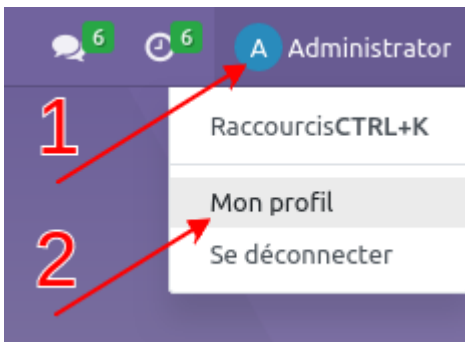 6 6 A Administrator
1
RaccourcisCTRL+K
Mon profil
2
Se déconnecter